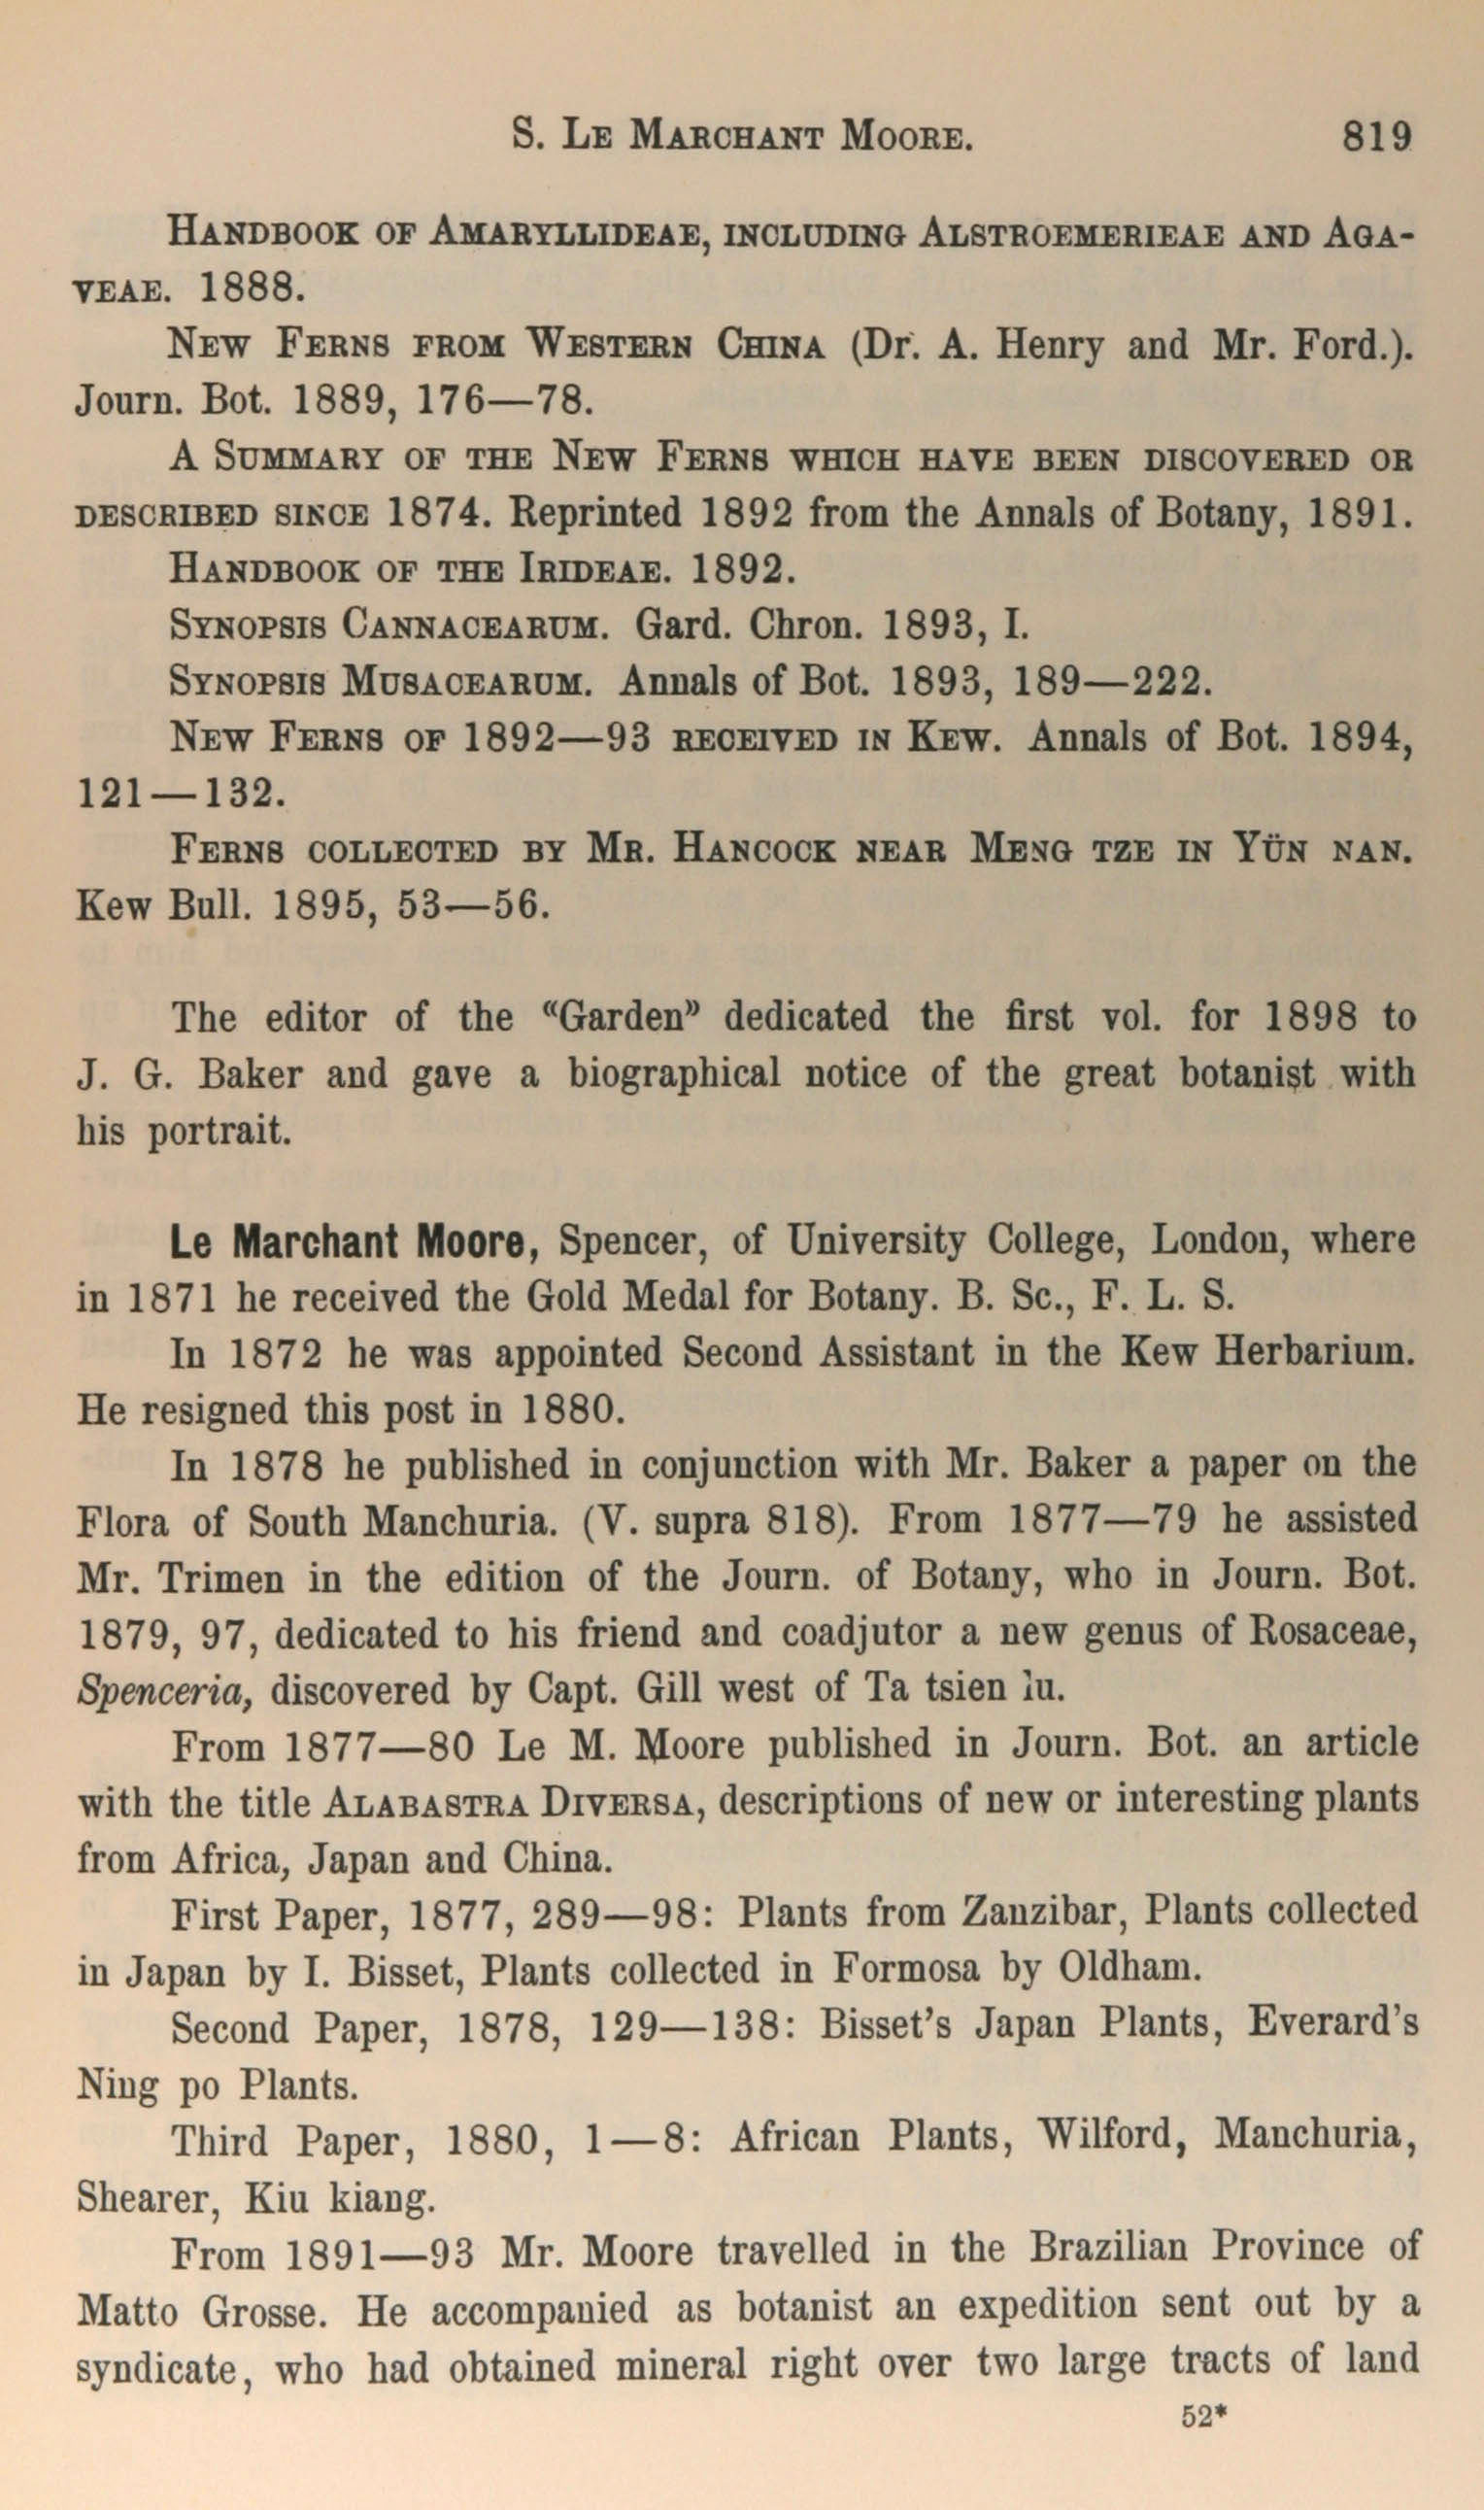 S. Le Marchant Moore. 819
Handbook of Amaryllideae, including Alstroemerieae and Aga-
veae. 1888.
New Ferns from Western China (Dr. A. Henry and Mr. Ford.).
Journ. Bot. 1889, 176—78.
A Summary of the New Ferns which have been discovered or
described since 1874. Reprinted 1892 from the Annals of Botany, 1891.
Handbook of the Irideae. 1892.
Synopsis Cannacearum. Gard. Chron. 1893, I.
Synopsis Musacearum. Annals of Bot. 1893, 189—222.
New Ferns of 1892—93 received in Kew. Annals of Bot. 1894,
121—132.
Ferns collected by Mr. Hancock near Meng tze in Yün nan.
Kew Bull. 1895, 53—56.
The editor of the “Garden” dedicated the first vol. for 1898 to
J. G. Baker and gave a biographical notice of the great botanist with
his portrait.
Le Marchant Moore, Spencer, of University College, London, where
in 1871 he received the Gold Medal for Botany. B. Sc., F. L. S.
In 1872 he was appointed Second Assistant in the Kew Herbarium.
He resigned this post in 1880.
In 1878 he published in conjunction with Mr. Baker a paper on the
Flora of South Manchuria. (V. supra 818). From 1877—79 he assisted
Mr. Trimen in the edition of the Journ. of Botany, who in Journ. Bot.
1879, 97, dedicated to his friend and coadjutor a new genus of Rosaceae,
Spenceria, discovered by Capt. Gill west of Ta tsien lu.
From 1877—80 Le M. Moore published in Journ. Bot. an article
with the title Alabastra Diversa, descriptions of new or interesting plants
from Africa, Japan and China.
First Paper, 1877, 289—98: Plants from Zanzibar, Plants collected
in Japan by I. Bisset, Plants collected in Formosa by Oldham.
Second Paper, 1878, 129—138: Bisset's Japan Plants, Everard's
Ning po Plants.
Third Paper, 1880, 1—8: African Plants, Wilford, Manchuria,
Shearer, Kiu kiang.
From 1891—93 Mr. Moore travelled in the Brazilian Province of
Matto Grosse. He accompanied as botanist an expedition sent out by a
syndicate, who had obtained mineral right over two large tracts of land
52*